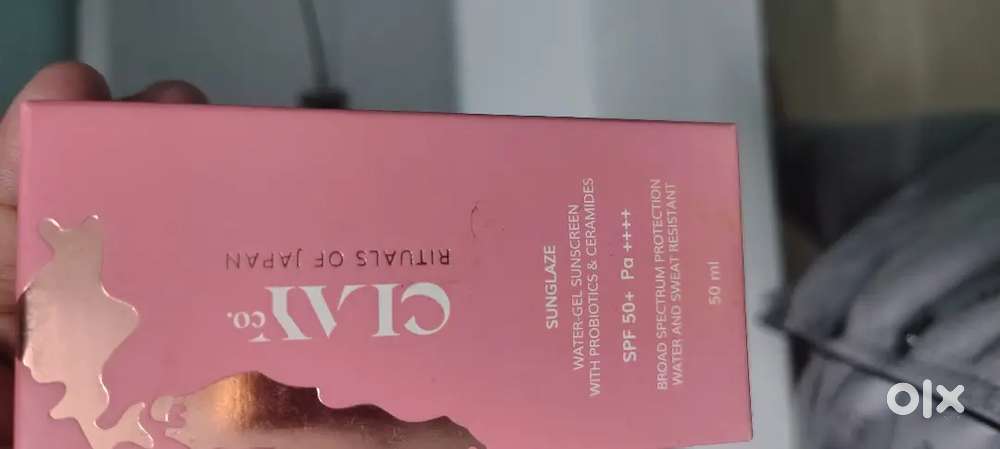 CLAY
CO.
RITUALS OF JAPAN
SUNGLAZE
WATER-GEL SUNSCREEN
WITH PROBIOTICS & CERAMIDES
SPF 50+ Pa ++++
BROAD SPECTRUM PROTECTION
WATER AND SWEAT RESISTANT
50 ml
olx